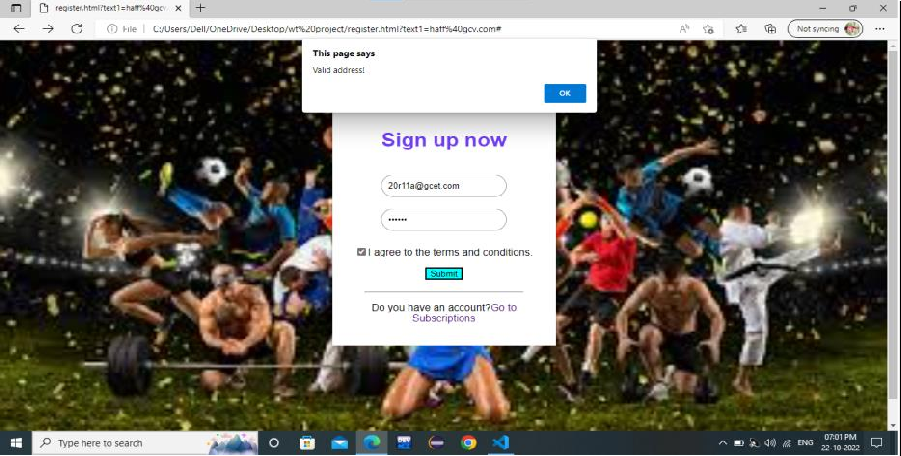 register.html?text1=haff%40gcv.c
File | C:/Users/Dell/OneDrive/Desktop/wt%20project/register.html?text1=haff%40gcv.com#
Not syncing
This page says
Valid address!
OK
Sign up now
20r11a@gcet.com
••••••
I agree to the terms and conditions.
Submit
Do you have an account?Go to
Subscriptions
Type here to search
ENG
07:01 PM
22-10-2022